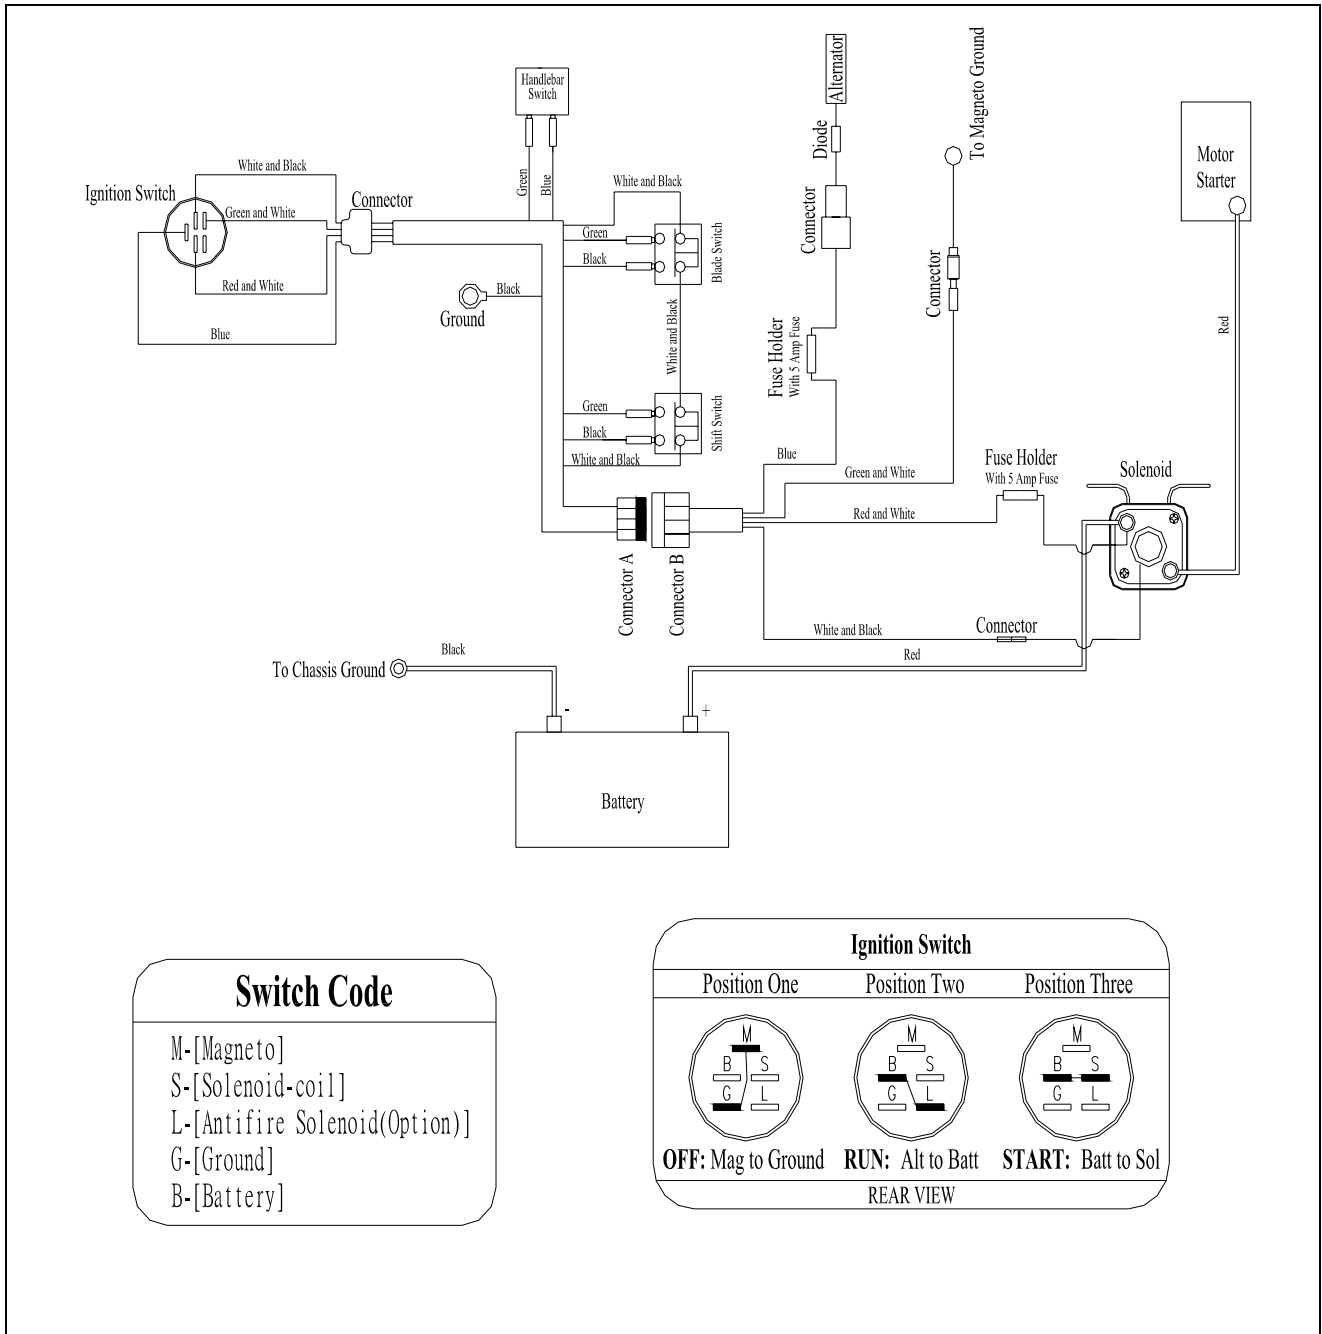 Handlebar
Switch
Green
Blue
Alternator
Diode
Connector
Fuse Holder
With 5 Amp Fuse
To Magneto Ground
Connector
Motor
Starter
Red
White and Black
Ignition Switch
Green and White
Connector
Red and White
Blue
Black
Ground
White and Black
Green
Black
Blade Switch
White and Black
Green
Black
Shift Switch
White and Black
Blue
Green and White
Red and White
Fuse Holder
With 5 Amp Fuse
Solenoid
Connector A
Connector B
White and Black
Connector
Black
Red
To Chassis Ground
-
+
Battery
Switch Code
M-[Magneto]
S-[Solenoid-coil]
L-[Antifire Solenoid(Option)]
G-[Ground]
B-[Battery]
Ignition Switch
Position One
Position Two
Position Three
M
B S
G L
M
B S
G L
M
B S
G L
OFF: Mag to Ground
RUN: Alt to Batt
START: Batt to Sol
REAR VIEW